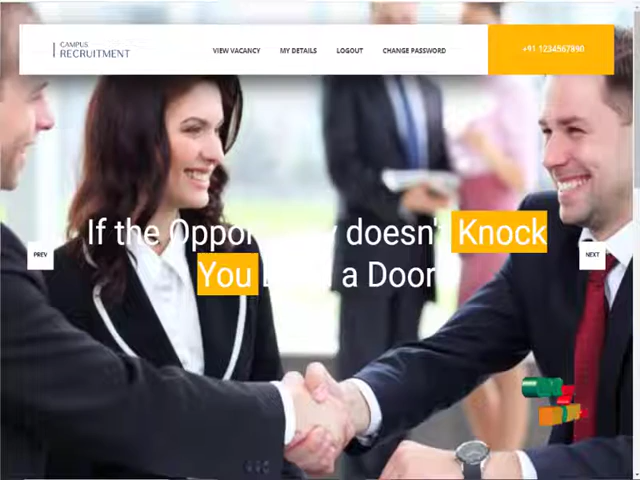 CAMPUS
RECRUITMENT
VIEW VACANCY
MY DETAILS
LOGOUT
CHANGE PASSWORD
+91-1234567890
If the Oppor y doesn't Knock
You a Door
PREV
NEXT